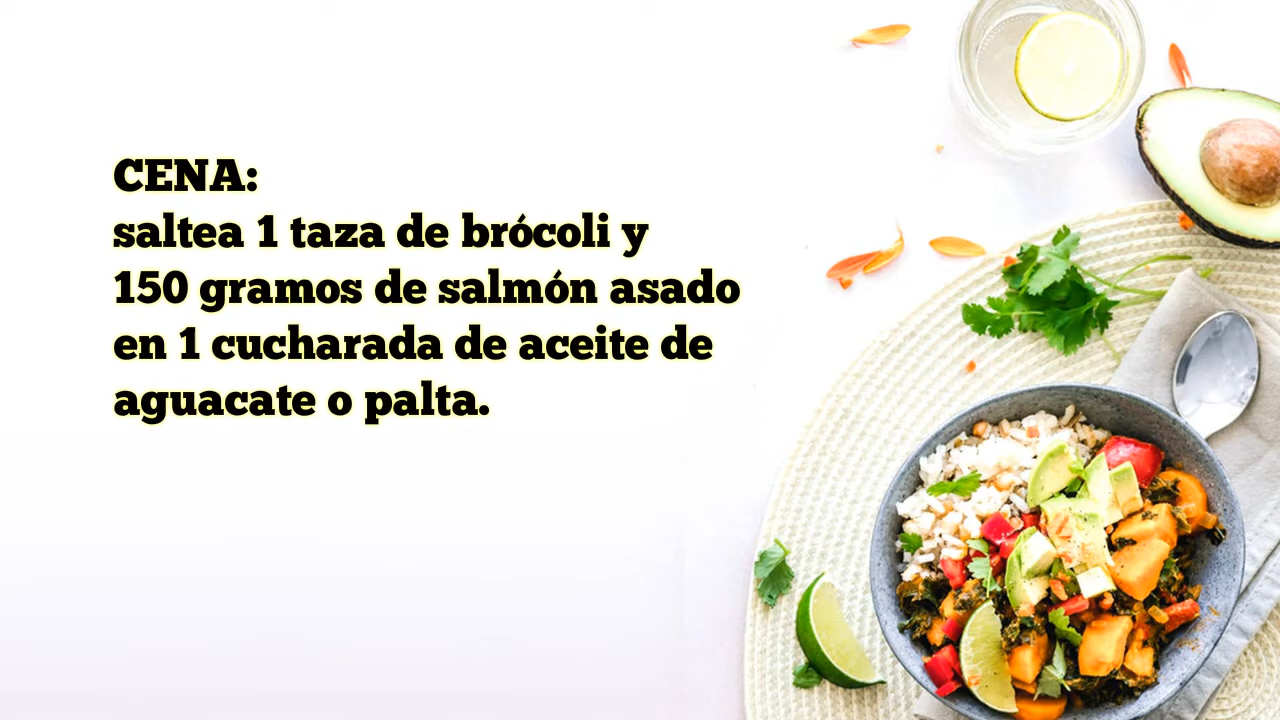 CENA:
saltea 1 taza de brócoli y
150 gramos de salmón asado
en 1 cucharada de aceite de
aguacate o palta.